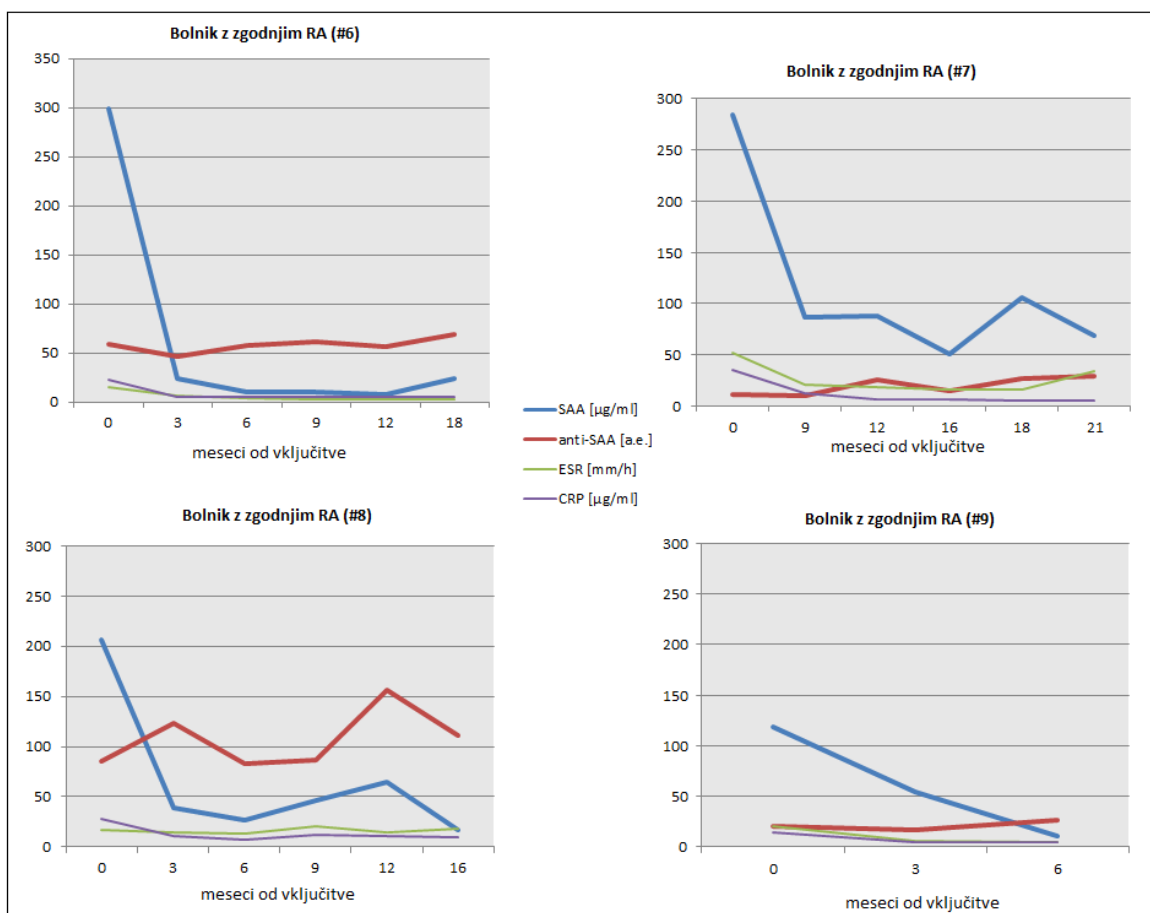 Bolnik z zgodnjim RA (#6)
350
300
250
200
150
100
50
0
0 3 6 9 12 18
meseci od vključitve
Bolnik z zgodnjim RA (#7)
300
250
200
150
100
50
0
0 9 12 16 18 21
meseci od vključitve
SAA [µg/ml]
anti-SAA [a.e.]
ESR [mm/h]
CRP [µg/ml]
Bolnik z zgodnjim RA (#8)
300
250
200
150
100
50
0
0 3 6 9 12 16
meseci od vključitve
Bolnik z zgodnjim RA (#9)
300
250
200
150
100
50
0
0 3 6
meseci od vključitve